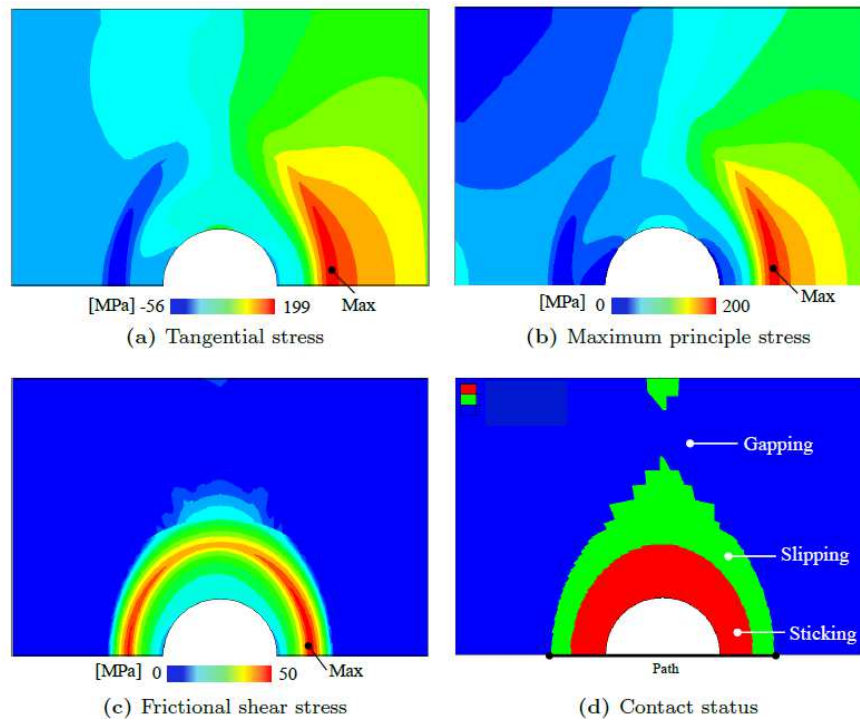 [MPa] -56 199 Max
(a) Tangential stress
[MPa] 0 200 Max
(b) Maximum principle stress
[MPa] 0 50 Max
(c) Frictional shear stress
Gapping
Slipping
Sticking
Path
(d) Contact status